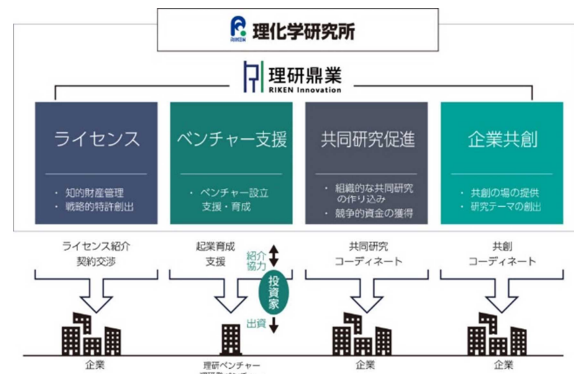 理化学研究所
理研鼎業
RIKEN Innovation
ライセンス
・ 知的財産管理
・ 戦略的特許創出
ベンチャー支援
・ ベンチャー設立
支援・育成
共同研究促進
・ 組織的な共同研究
の作り込み
・ 競争的資金の獲得
企業共創
・ 共創の場の提供
・ 研究テーマの創出
ライセンス紹介
契約交渉
起業育成
支援
紹介
協力
投資家
出資
共同研究
コーディネート
共創
コーディネート
企業
理研ベンチャー
企業
企業